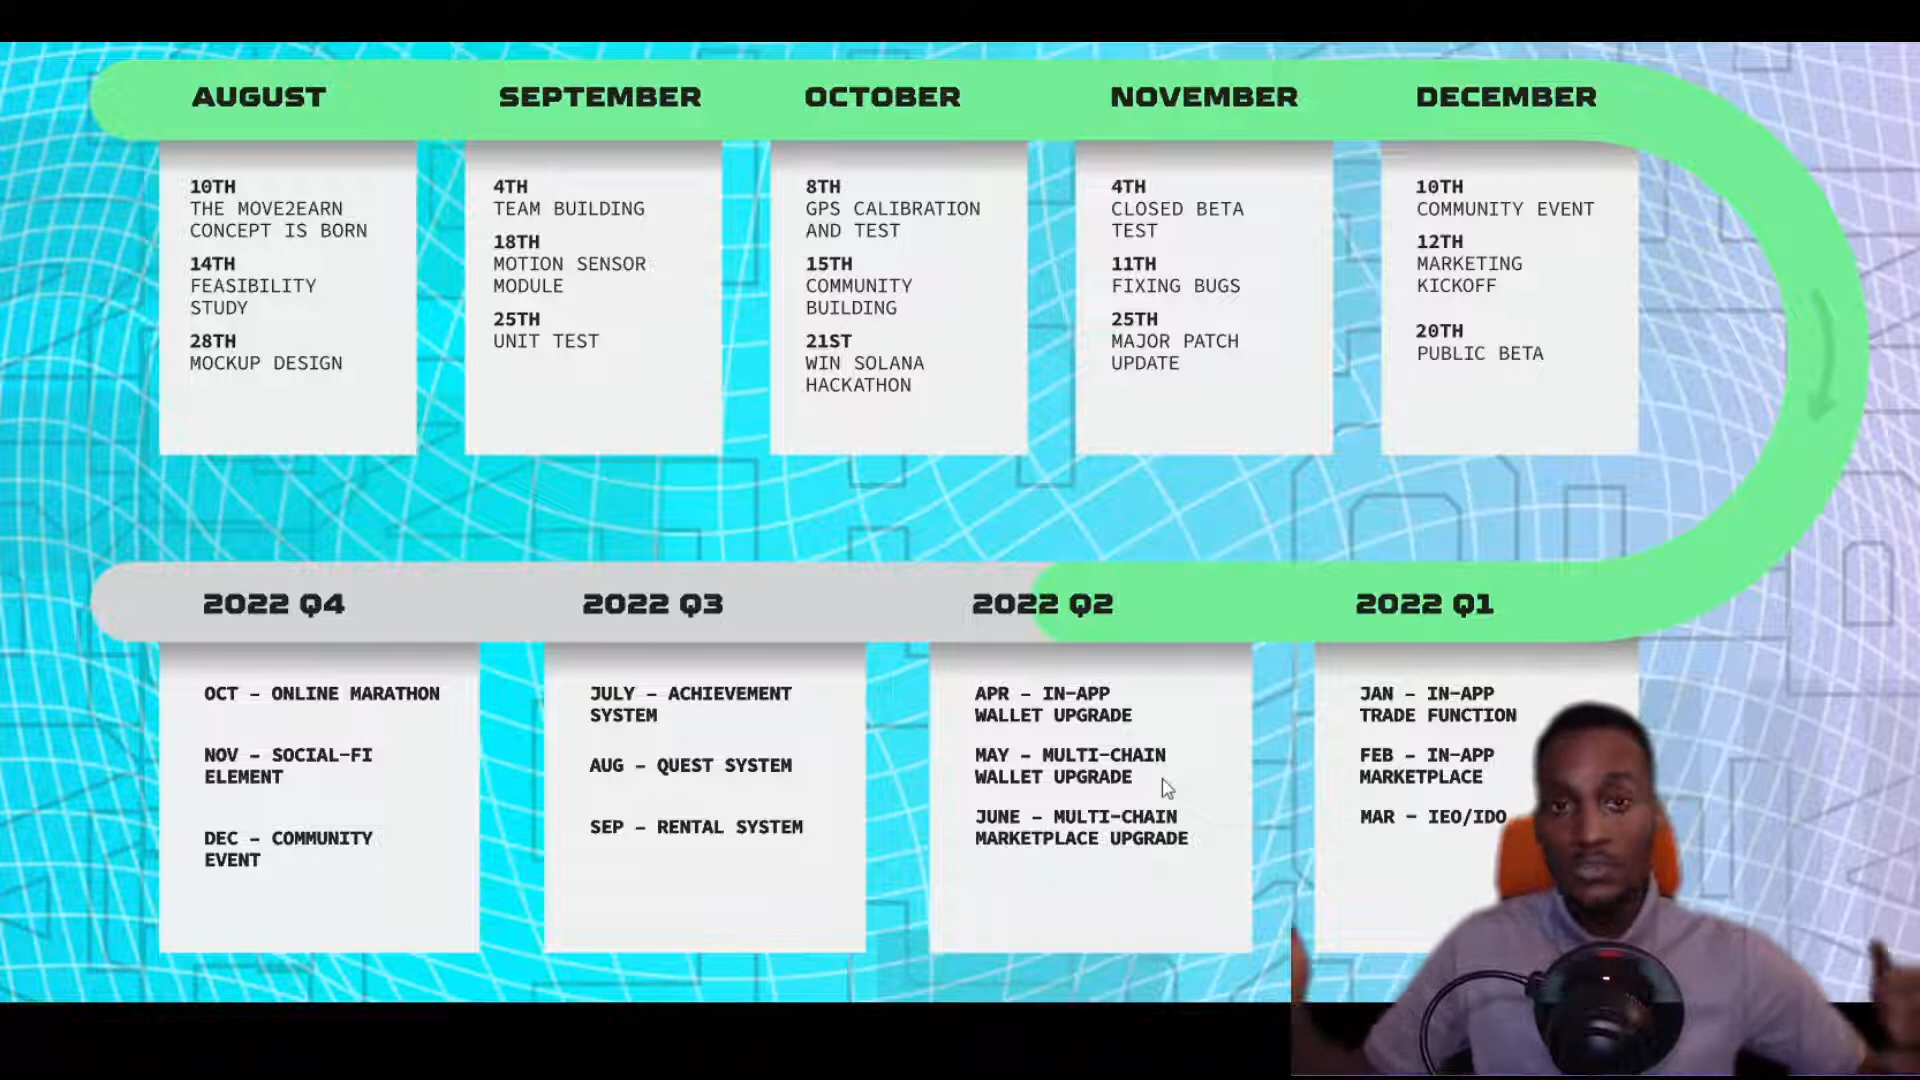 AUGUST
SEPTEMBER
OCTOBER
NOVEMBER
DECEMBER
10TH
THE MOVE2EARN
CONCEPT IS BORN
14TH
FEASIBILITY
STUDY
28TH
MOCKUP DESIGN
4TH
TEAM BUILDING
18TH
MOTION SENSOR
MODULE
25TH
UNIT TEST
8TH
GPS CALIBRATION
AND TEST
15TH
COMMUNITY
BUILDING
21ST
WIN SOLANA
HACKATHON
4TH
CLOSED BETA
TEST
11TH
FIXING BUGS
25TH
MAJOR PATCH
UPDATE
10TH
COMMUNITY EVENT
12TH
MARKETING
KICKOFF
20TH
PUBLIC BETA
2022 Q4
2022 Q3
2022 Q2
2022 Q1
OCT – ONLINE MARATHON
NOV – SOCIAL-FI
ELEMENT
DEC – COMMUNITY
EVENT
JULY – ACHIEVEMENT
SYSTEM
AUG – QUEST SYSTEM
SEP – RENTAL SYSTEM
APR – IN-APP
WALLET UPGRADE
MAY – MULTI-CHAIN
WALLET UPGRADE
JUNE – MULTI-CHAIN
MARKETPLACE UPGRADE
JAN – IN-APP
TRADE FUNCTION
FEB – IN-APP
MARKETPLACE
MAR – IEO/IDO